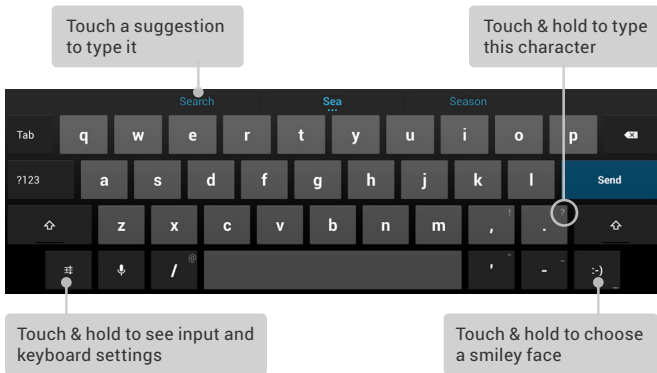 Touch a suggestion
to type it
Touch & hold to type
this character
Search Sea Season
Tab q w e r t y u i o p
?123 a s d f g h j k l Send
z x c v b n m , ! . ?
/ @ ' " - _ :-) _
Touch & hold to see input and
keyboard settings
Touch & hold to choose
a smiley face